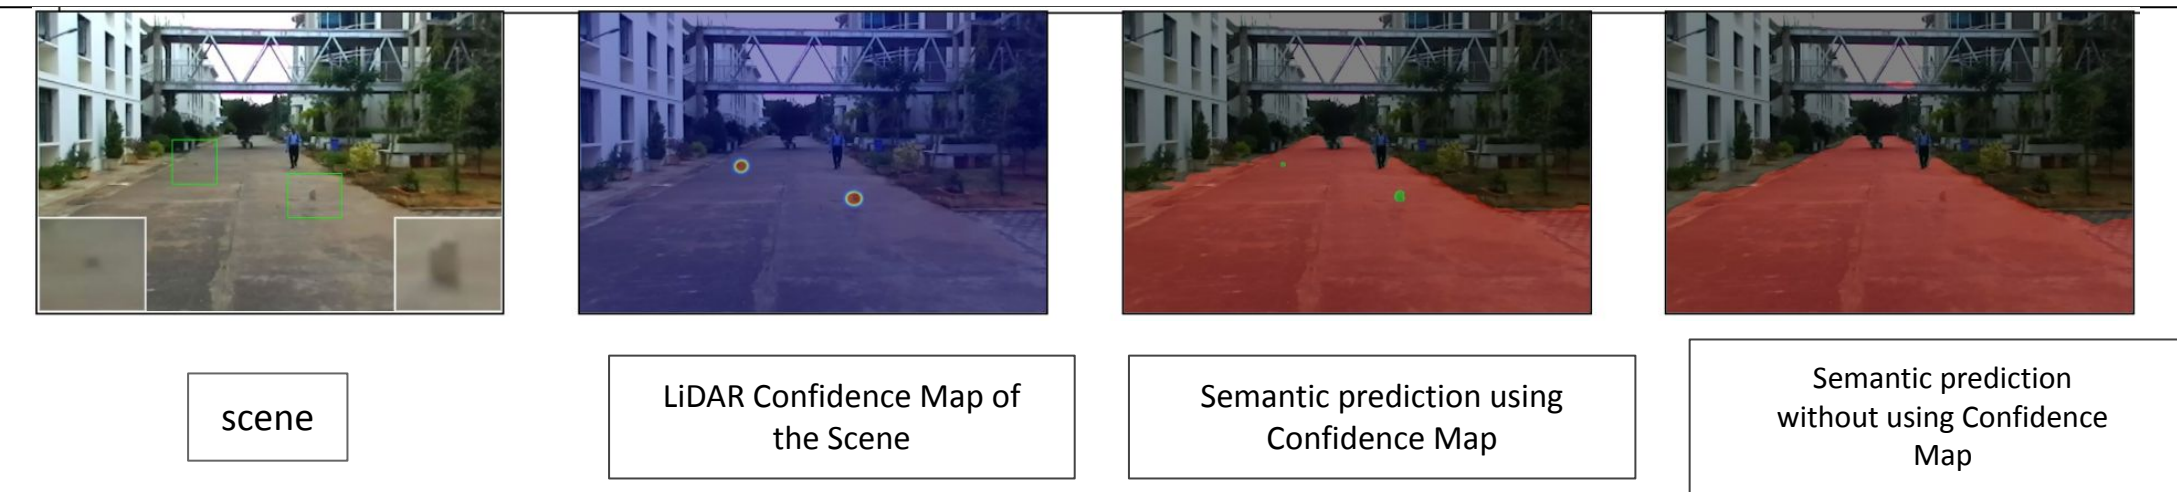 scene
LiDAR Confidence Map of
the Scene
Semantic prediction using
Confidence Map
Semantic prediction
without using Confidence
Map